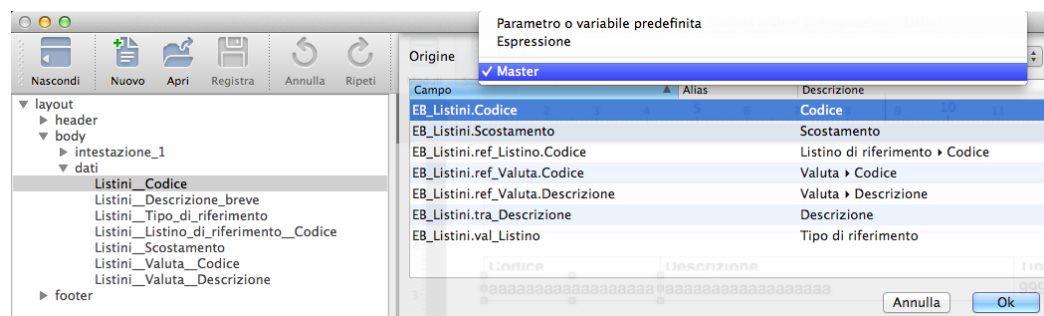 Parametro o variabile predefinita
Espressione
Origine
✓ Master
Nascondi Nuovo Apri Registra Annulla Ripeti
Campo Alias Descrizione
EB_Listini.Codice Codice
EB_Listini.Scostamento Scostamento
EB_Listini.ref_Listino.Codice Listino di riferimento ▸ Codice
EB_Listini.ref_Valuta.Codice Valuta ▸ Codice
EB_Listini.ref_Valuta.Descrizione Valuta ▸ Descrizione
EB_Listini.tra_Descrizione Descrizione
EB_Listini.val_Listino Tipo di riferimento
layout
header
body
intestazione_1
dati
Listini__Codice
Listini__Descrizione_breve
Listini__Tipo_di_riferimento
Listini__Listino_di_riferimento__Codice
Listini__Scostamento
Listini__Valuta__Codice
Listini__Valuta__Descrizione
footer
Codice Descrizione
Annulla Ok